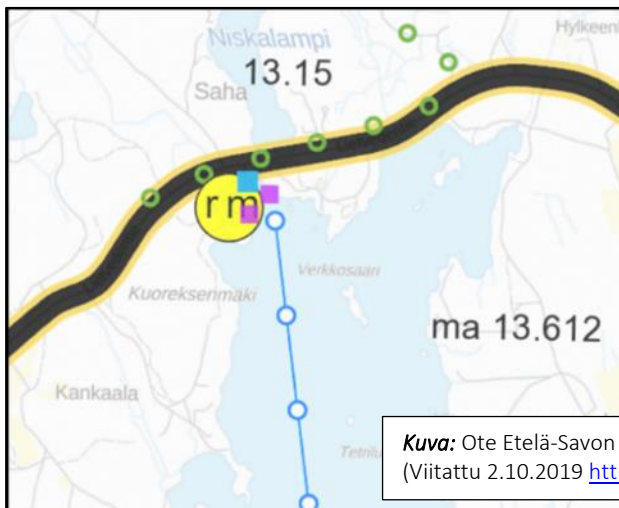 Niskalampi
Hylkeen
13.15
Saha
r m
Verkkosaari
Kuoreksenmäki
ma 13.612
Kankaala
Kuva: Ote Etelä-Savon
(Viitattu 2.10.2019 htt